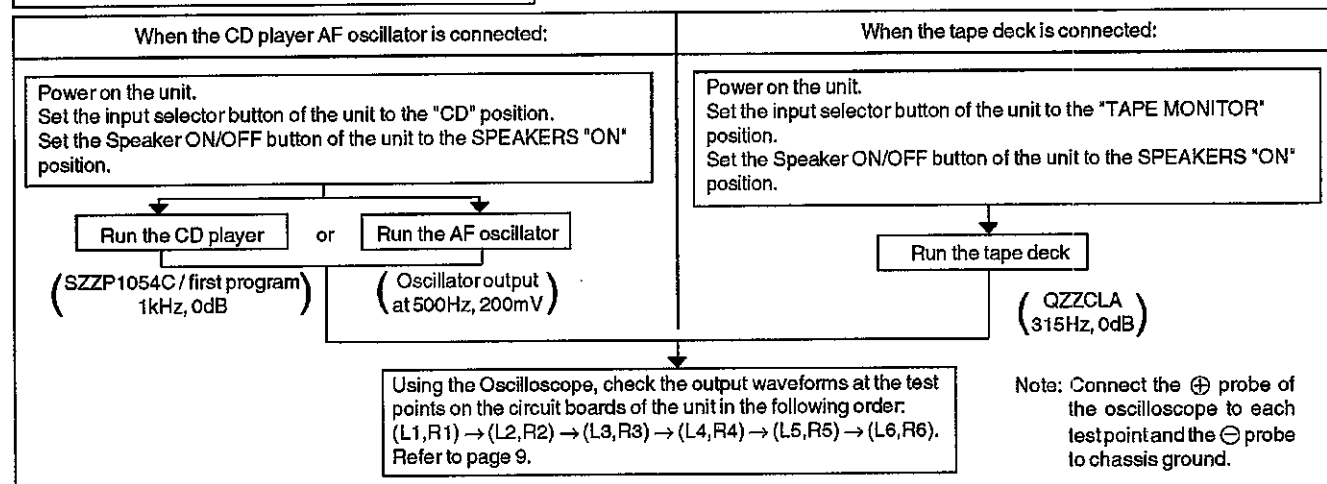 When the CD player AF oscillator is connected:
When the tape deck is connected:
Power on the unit.
Set the input selector button of the unit to the "CD" position.
Set the Speaker ON/OFF button of the unit to the SPEAKERS "ON"
position.
Power on the unit.
Set the input selector button of the unit to the "TAPE MONITOR"
position.
Set the Speaker ON/OFF button of the unit to the SPEAKERS "ON"
position.
Run the CD player or Run the AF oscillator
(SZZP1054C / first program
1kHz, 0dB)
(Oscillator output
at 500Hz, 200mV)
Run the tape deck
(QZZCLA
315Hz, 0dB)
Using the Oscilloscope, check the output waveforms at the test
points on the circuit boards of the unit in the following order:
(L1,R1) → (L2,R2) → (L3,R3) → (L4,R4) → (L5,R5) → (L6,R6).
Refer to page 9.
Note: Connect the ⊕ probe of
the oscilloscope to each
test point and the ⊖ probe
to chassis ground.